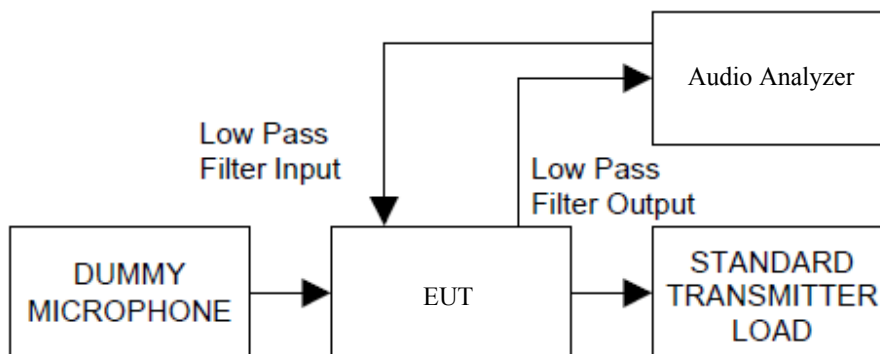 Audio Analyzer
Low Pass
Filter Input
Low Pass
Filter Output
DUMMY
MICROPHONE
EUT
STANDARD
TRANSMITTER
LOAD